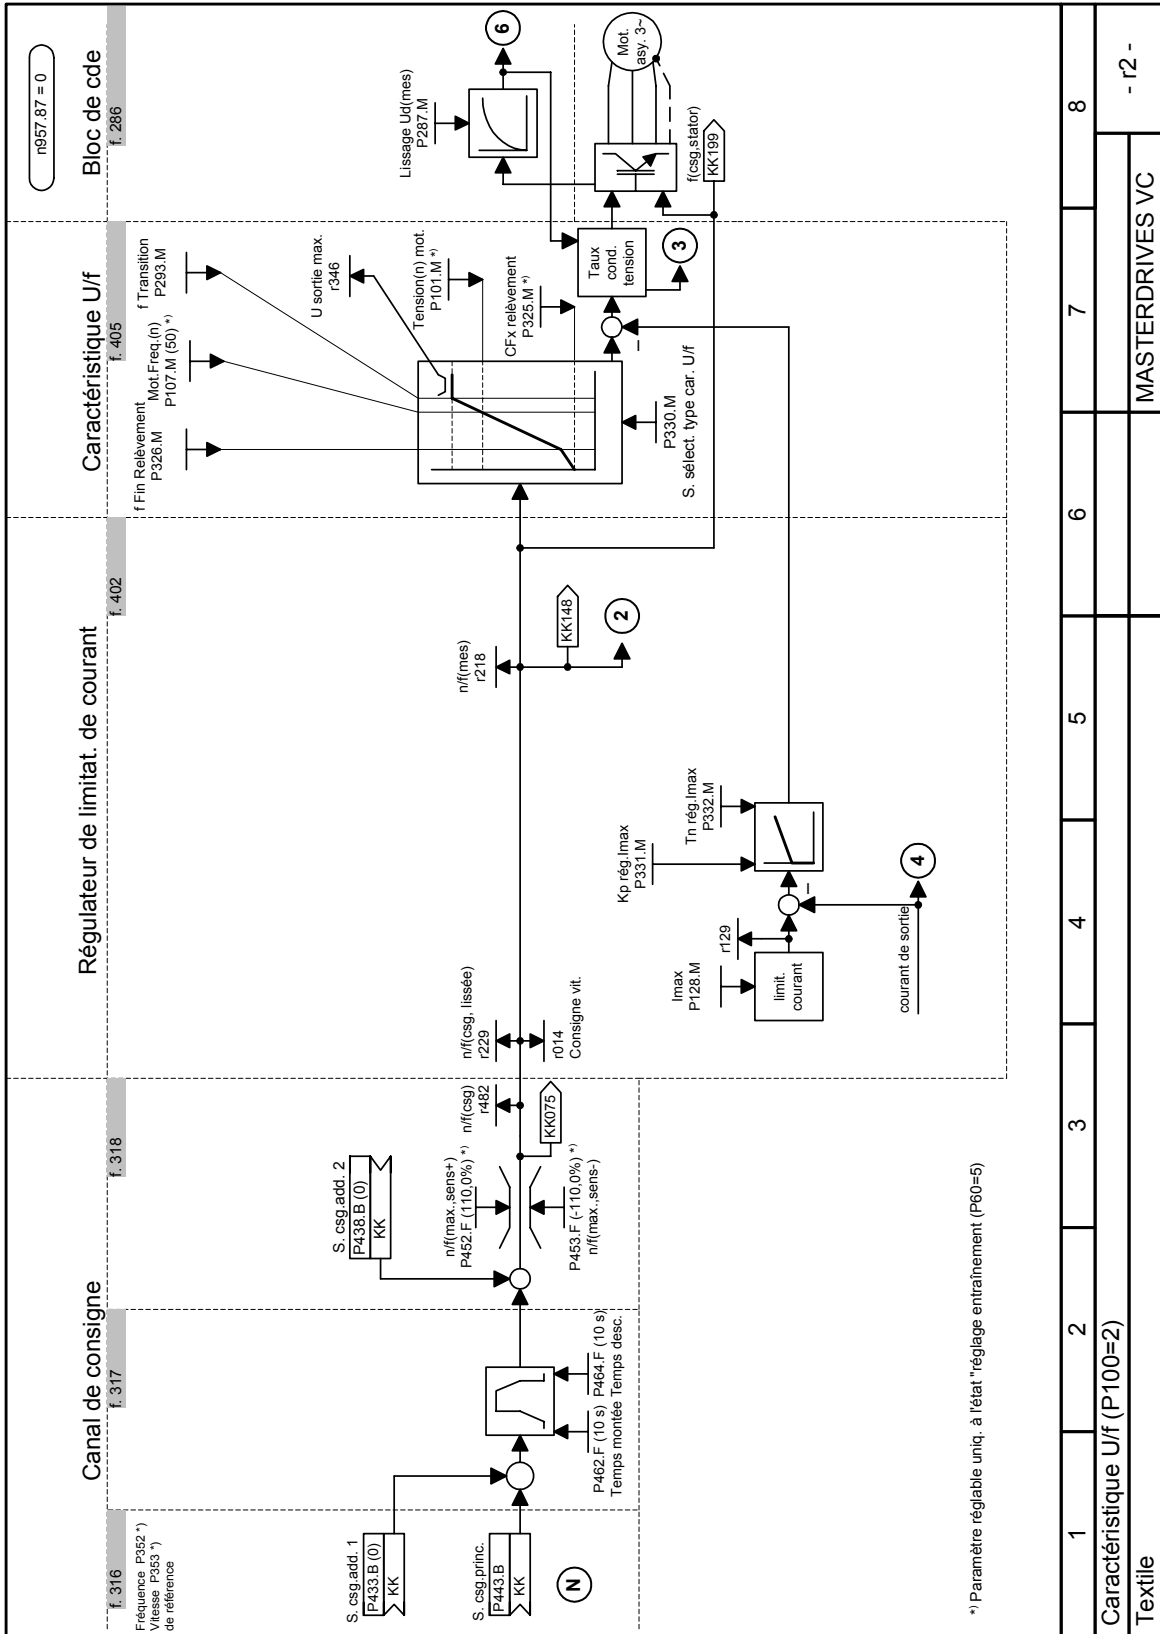 n957.87 = 0
Canal de consigne
Régulateur de limitat. de courant
Caractéristique U/f
Bloc de cde
f. 316
f. 317
f. 318
f. 402
f. 405
f. 286
Fréquence P352 *)
Vitesse P353 *)
de référence
S. csg.add. 1
P433.B (0)
KK
S. csg.princ.
P443.B
KK
N
P462.F (10 s)
Temps montée
P464.F (10 s)
Temps desc.
S. csg.add. 2
P438.B (0)
KK
n/f(max.,sens+)
P452.F (110,0%) *)
P453.F (-110,0%) *)
n/f(max.,sens-)
n/f(csg)
r482
KK075
n/f(csg, lissée)
r229
r014
Consigne vit.
n/f(mes)
r218
KK148
2
Imax
P128.M
limit.
courant
r129
Kp rég.Imax
P331.M
Tn rég.Imax
P332.M
courant de sortie
4
f Fin Relèvement
P326.M
Mot.Freq.(n)
P107.M (50) *)
f Transition
P293.M
U sortie max.
r346
Tension(n) mot.
P101.M *)
CFx relèvement
P325.M *)
P330.M
S. sélect. type car. U/f
Taux
cond.
tension
3
Lissage Ud(mes)
P287.M
6
Mot.
asy. 3~
f(csg,stator)
KK199
*) Paramètre réglable uniq. à l'état "réglage entraînement (P60=5)
1
2
3
4
5
6
7
8
Caractéristique U/f (P100=2)
Textile
MASTERDRIVES VC
- r2 -